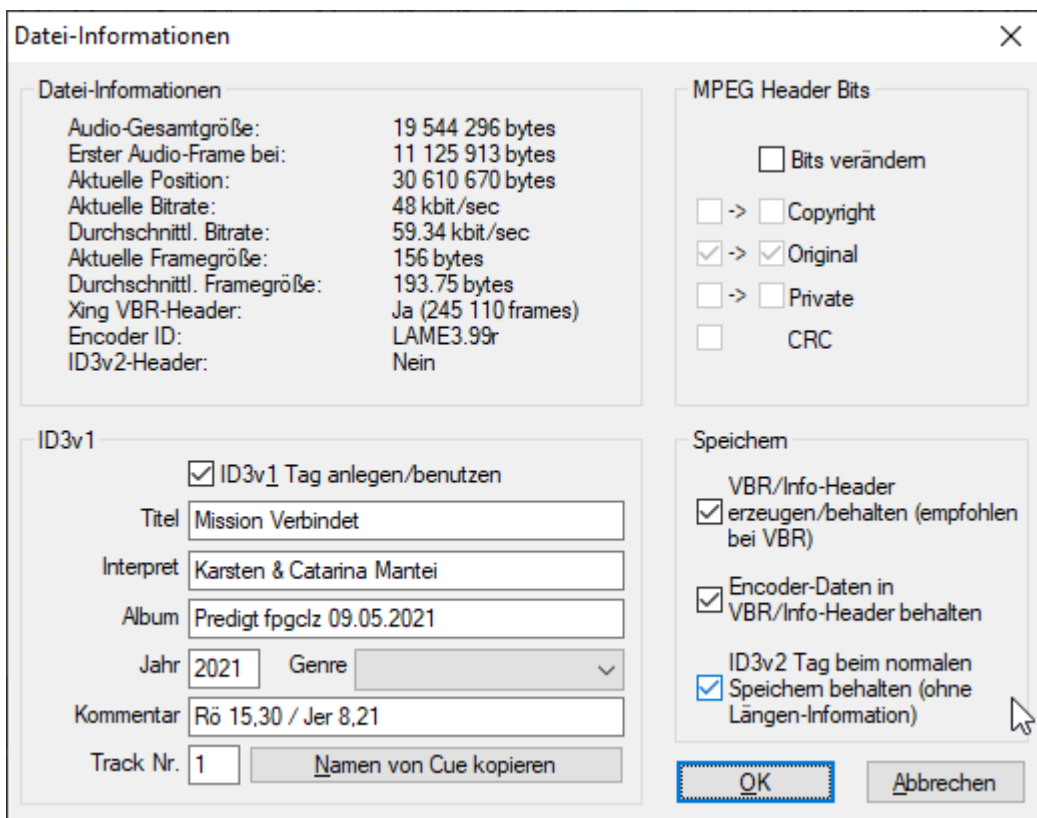 Datei-Informationen
Datei-Informationen
Audio-Gesamtgröße: 19 544 296 bytes
Erster Audio-Frame bei: 11 125 913 bytes
Aktuelle Position: 30 610 670 bytes
Aktuelle Bitrate: 48 kbit/sec
Durchschnittl. Bitrate: 59.34 kbit/sec
Aktuelle Framegröße: 156 bytes
Durchschnittl. Framegröße: 193.75 bytes
Xing VBR-Header: Ja (245 110 frames)
Encoder ID: LAME3.99r
ID3v2-Header: Nein
MPEG Header Bits
Bits verändern
-> Copyright
-> Original
-> Private
CRC
ID3v1
ID3v1 Tag anlegen/benutzen
Titel Mission Verbindet
Interpret Karsten & Catarina Mantei
Album Predigt fpgclz 09.05.2021
Jahr 2021 Genre
Kommentar Rö 15,30 / Jer 8,21
Track Nr. 1 Namen von Cue kopieren
Speichern
VBR/Info-Header
erzeugen/behalten (empfohlen
bei VBR)
Encoder-Daten in
VBR/Info-Header behalten
ID3v2 Tag beim normalen
Speichern behalten (ohne
Längen-Information)
OK Abbrechen